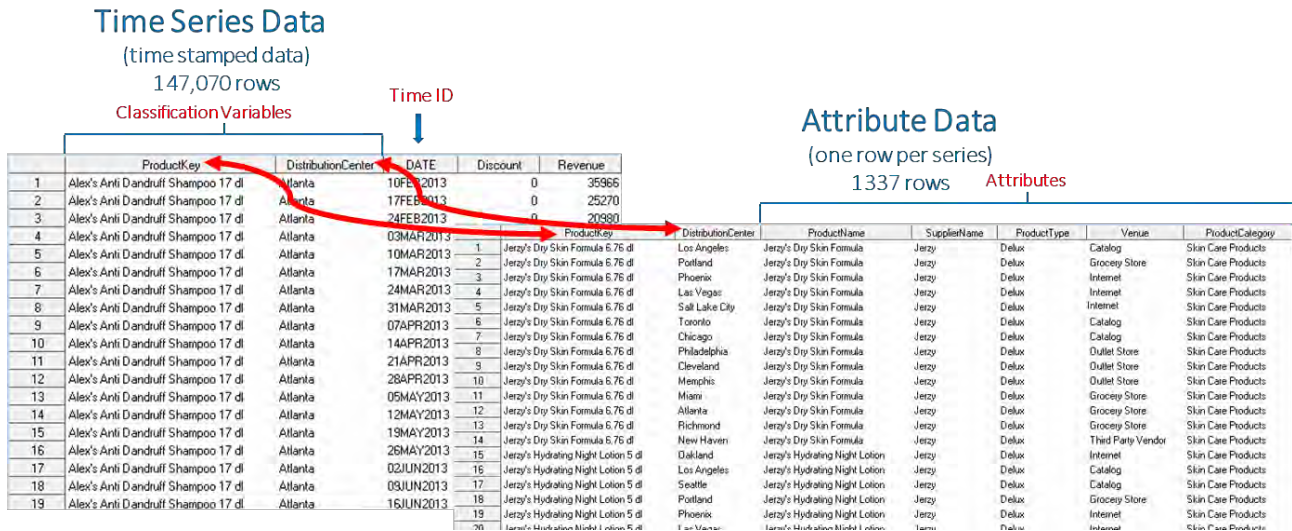 Time Series Data
(time stamped data)
147,070 rows
Classification Variables
Time ID
ProductKey DistributionCenter DATE Discount Revenue
1 Alex's Anti Dandruff Shampoo 17 dl Atlanta 10FEB2013 0 35966
2 Alex's Anti Dandruff Shampoo 17 dl Atlanta 17FEB2013 0 25270
3 Alex's Anti Dandruff Shampoo 17 dl Atlanta 24FEB2013 0 20980
4 Alex's Anti Dandruff Shampoo 17 dl Atlanta 03MAR2013
5 Alex's Anti Dandruff Shampoo 17 dl Atlanta 10MAR2013
6 Alex's Anti Dandruff Shampoo 17 dl Atlanta 17MAR2013
7 Alex's Anti Dandruff Shampoo 17 dl Atlanta 24MAR2013
8 Alex's Anti Dandruff Shampoo 17 dl Atlanta 31MAR2013
9 Alex's Anti Dandruff Shampoo 17 dl Atlanta 07APR2013
10 Alex's Anti Dandruff Shampoo 17 dl Atlanta 14APR2013
11 Alex's Anti Dandruff Shampoo 17 dl Atlanta 21APR2013
12 Alex's Anti Dandruff Shampoo 17 dl Atlanta 28APR2013
13 Alex's Anti Dandruff Shampoo 17 dl Atlanta 05MAY2013
14 Alex's Anti Dandruff Shampoo 17 dl Atlanta 12MAY2013
15 Alex's Anti Dandruff Shampoo 17 dl Atlanta 19MAY2013
16 Alex's Anti Dandruff Shampoo 17 dl Atlanta 26MAY2013
17 Alex's Anti Dandruff Shampoo 17 dl Atlanta 02JUN2013
18 Alex's Anti Dandruff Shampoo 17 dl Atlanta 09JUN2013
19 Alex's Anti Dandruff Shampoo 17 dl Atlanta 16JUN2013
Attribute Data
(one row per series)
1337 rows
Attributes
ProductKey DistributionCenter ProductName SupplierName ProductType Venue ProductCategory
1 Jerzy's Dry Skin Formula 6.76 dl Los Angeles Jerzy's Dry Skin Formula Jerzy Delux Catalog Skin Care Products
2 Jerzy's Dry Skin Formula 6.76 dl Portland Jerzy's Dry Skin Formula Jerzy Delux Grocery Store Skin Care Products
3 Jerzy's Dry Skin Formula 6.76 dl Phoenix Jerzy's Dry Skin Formula Jerzy Delux Internet Skin Care Products
4 Jerzy's Dry Skin Formula 6.76 dl Las Vegas Jerzy's Dry Skin Formula Jerzy Delux Internet Skin Care Products
5 Jerzy's Dry Skin Formula 6.76 dl Salt Lake City Jerzy's Dry Skin Formula Jerzy Delux Internet Skin Care Products
6 Jerzy's Dry Skin Formula 6.76 dl Toronto Jerzy's Dry Skin Formula Jerzy Delux Catalog Skin Care Products
7 Jerzy's Dry Skin Formula 6.76 dl Chicago Jerzy's Dry Skin Formula Jerzy Delux Catalog Skin Care Products
8 Jerzy's Dry Skin Formula 6.76 dl Philadelphia Jerzy's Dry Skin Formula Jerzy Delux Outlet Store Skin Care Products
9 Jerzy's Dry Skin Formula 6.76 dl Cleveland Jerzy's Dry Skin Formula Jerzy Delux Outlet Store Skin Care Products
10 Jerzy's Dry Skin Formula 6.76 dl Memphis Jerzy's Dry Skin Formula Jerzy Delux Outlet Store Skin Care Products
11 Jerzy's Dry Skin Formula 6.76 dl Miami Jerzy's Dry Skin Formula Jerzy Delux Grocery Store Skin Care Products
12 Jerzy's Dry Skin Formula 6.76 dl Atlanta Jerzy's Dry Skin Formula Jerzy Delux Grocery Store Skin Care Products
13 Jerzy's Dry Skin Formula 6.76 dl Richmond Jerzy's Dry Skin Formula Jerzy Delux Grocery Store Skin Care Products
14 Jerzy's Dry Skin Formula 6.76 dl New Haven Jerzy's Dry Skin Formula Jerzy Delux Third Party Vendor Skin Care Products
15 Jerzy's Hydrating Night Lotion 5 dl Oakland Jerzy's Hydrating Night Lotion Jerzy Delux Internet Skin Care Products
16 Jerzy's Hydrating Night Lotion 5 dl Los Angeles Jerzy's Hydrating Night Lotion Jerzy Delux Catalog Skin Care Products
17 Jerzy's Hydrating Night Lotion 5 dl Seattle Jerzy's Hydrating Night Lotion Jerzy Delux Catalog Skin Care Products
18 Jerzy's Hydrating Night Lotion 5 dl Portland Jerzy's Hydrating Night Lotion Jerzy Delux Grocery Store Skin Care Products
19 Jerzy's Hydrating Night Lotion 5 dl Phoenix Jerzy's Hydrating Night Lotion Jerzy Delux Internet Skin Care Products
20 Jerzy's Hydrating Night Lotion 5 dl Las Vegas Jerzy's Hydrating Night Lotion Jerzy Delux Internet Skin Care Products